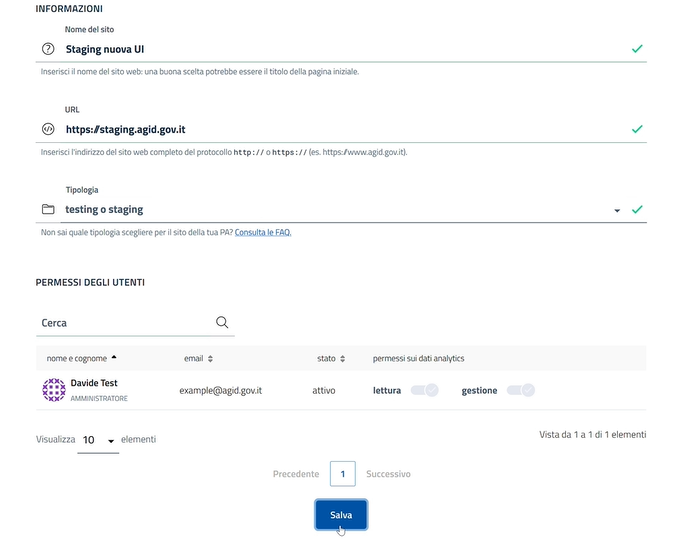 INFORMAZIONI
Nome del sito
Staging nuova UI
Inserisci il nome del sito web: una buona scelta potrebbe essere il titolo della pagina iniziale.
URL
https://staging.agid.gov.it
Inserisci l'indirizzo del sito web completo del protocollo http:// o https:// (es. https://www.agid.gov.it).
Tipologia
testing o staging
Non sai quale tipologia scegliere per il sito della tua PA? Consulta le FAQ.
PERMESSI DEGLI UTENTI
Cerca
nome e cognome email stato permessi sui dati analytics
Davide Test
AMMINISTRATORE
example@agid.gov.it attivo lettura gestione
Visualizza 10 elementi
Vista da 1 a 1 di 1 elementi
Precedente 1 Successivo
Salva